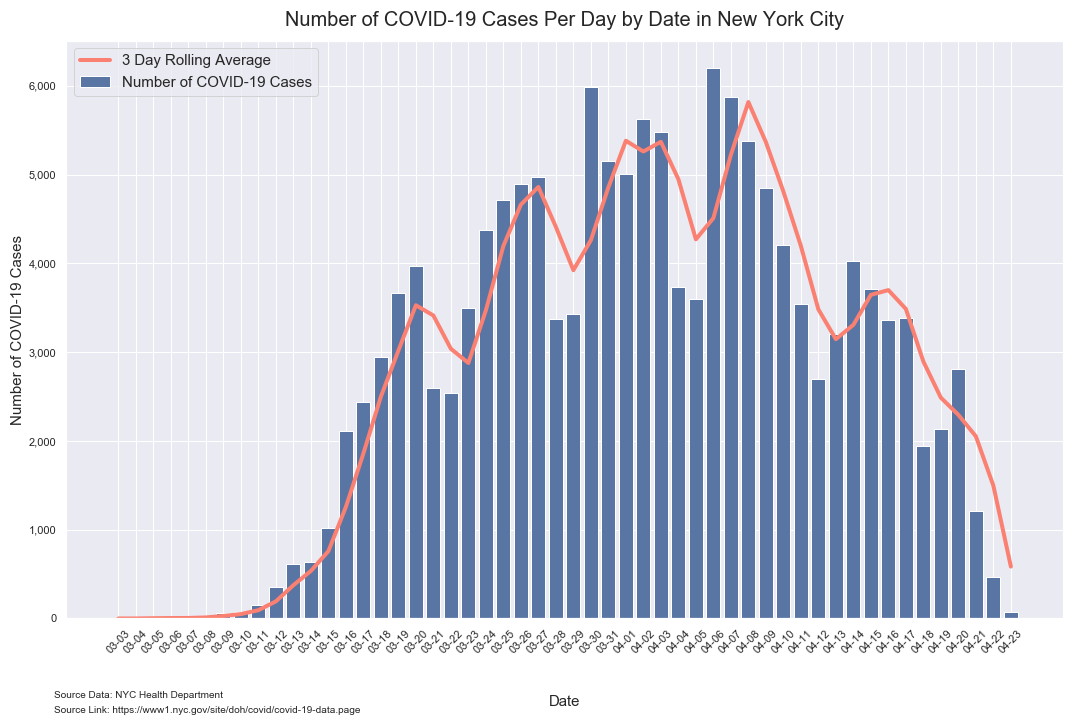 Number of COVID-19 Cases Per Day by Date in New York City
3 Day Rolling Average
Number of COVID-19 Cases
Number of COVID-19 Cases
6,000
5,000
4,000
3,000
2,000
1,000
0
03-03 03-04 03-05 03-06 03-07 03-08 03-09 03-10 03-11 03-12 03-13 03-14 03-15 03-16 03-17 03-18 03-19 03-20 03-21 03-22 03-23 03-24 03-25 03-26 03-27 03-28 03-29 03-30 03-31 04-01 04-02 04-03 04-04 04-05 04-06 04-07 04-08 04-09 04-10 04-11 04-12 04-13 04-14 04-15 04-16 04-17 04-18 04-19 04-20 04-21 04-22 04-23
Date
Source Data: NYC Health Department
Source Link: https://www1.nyc.gov/site/doh/covid/covid-19-data.page